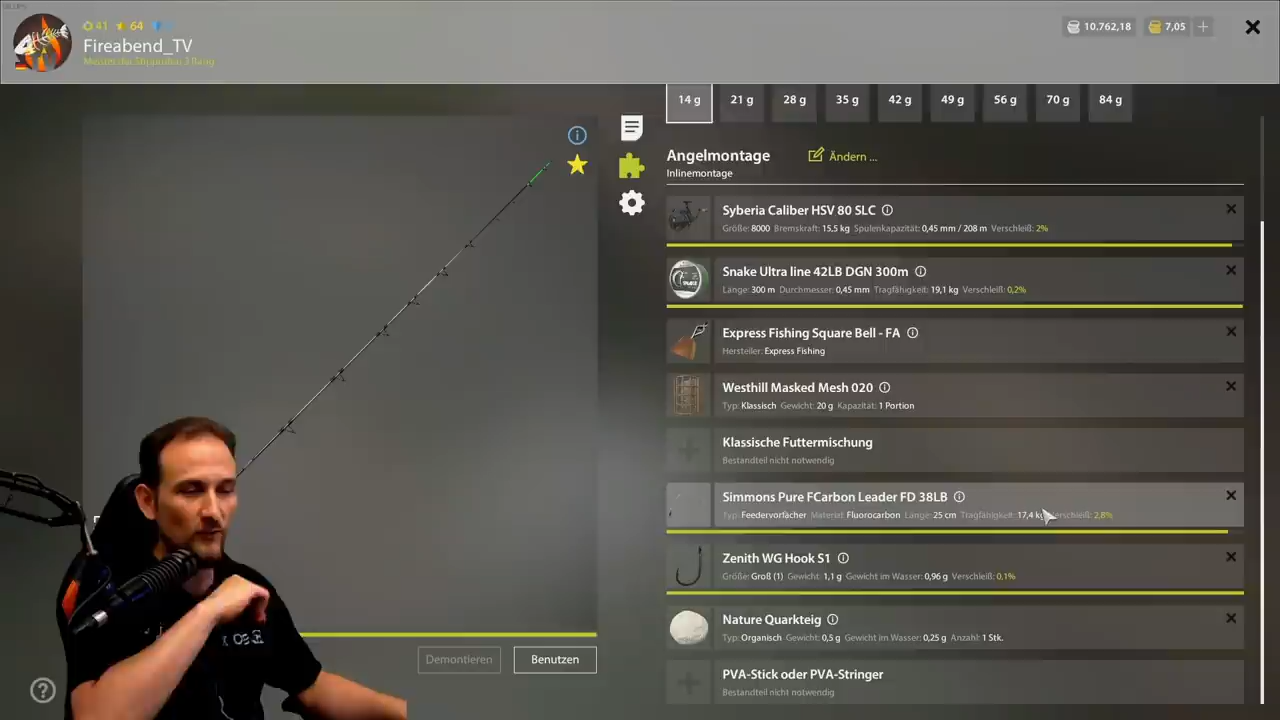 41 64
10.762,18 7,05
Fireabend_TV
14 g 21 g 28 g 35 g 42 g 49 g 56 g 70 g 84 g
Angelmontage Ändern ...
Inlinemontage
Syberia Caliber HSV 80 SLC
Größe: 8000 Bremskraft: 15,5 kg Spulenkapazität: 0,45 mm / 208 m Verschleiß: 2%
Snake Ultra line 42LB DGN 300m
Länge: 300 m Durchmesser: 0,45 mm Tragfähigkeit: 19,1 kg Verschleiß: 0,2%
Express Fishing Square Bell - FA
Hersteller: Express Fishing
Westhill Masked Mesh 020
Typ: Klassisch Gewicht: 20 g Kapazität: 1 Portion
Klassische Futtermischung
Bestandteil nicht notwendig
Simmons Pure FCarbon Leader FD 38LB
Typ: Feedervorfächer Material: Fluorocarbon Länge: 25 cm Tragfähigkeit: 17,4 kg Verschleiß: 2,8%
Zenith WG Hook S1
Größe: Groß (1) Gewicht: 1,1 g Gewicht im Wasser: 0,96 g Verschleiß: 0,1%
Nature Quarkteig
Typ: Organisch Gewicht: 0,5 g Gewicht im Wasser: 0,25 g Anzahl: 1 Stk.
PVA-Stick oder PVA-Stringer
Bestandteil nicht notwendig
Demontieren Benutzen